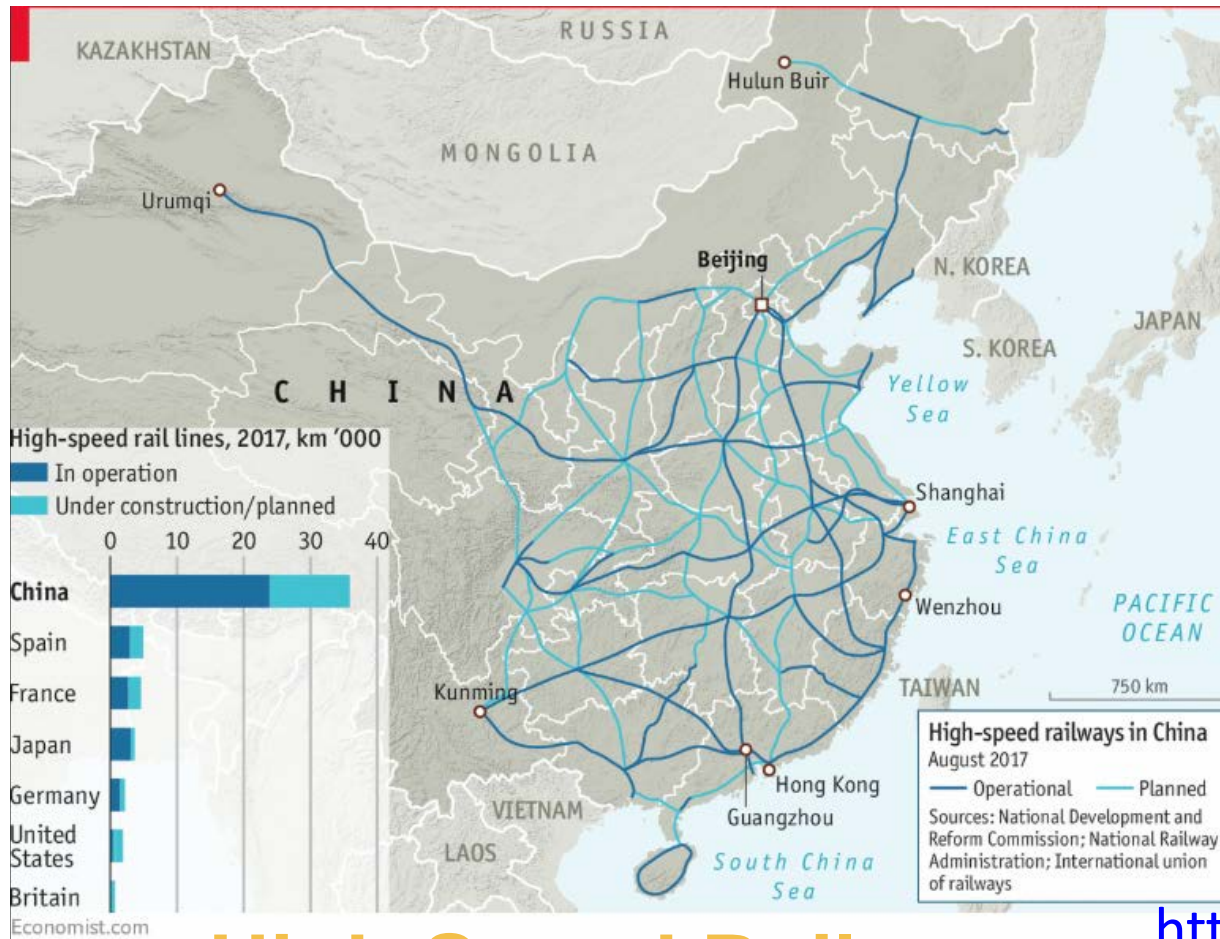 RUSSIA
KAZAKHSTAN
Hulun Buir
MONGOLIA
Urumqi
Beijing
N. KOREA
JAPAN
S. KOREA
CHINA
Yellow
Sea
High-speed rail lines, 2017, km ’000
In operation
Under construction/planned
0 10 20 30 40
China
Spain
France
Japan
Germany
United
States
Britain
Shanghai
East China
Sea
Wenzhou
PACIFIC
OCEAN
Kunming
TAIWAN
750 km
Hong Kong
Guangzhou
VIETNAM
LAOS
South China
Sea
High-speed railways in China
August 2017
Operational Planned
Sources: National Development and
Reform Commission; National Railway
Administration; International union
of railways
Economist.com
htt